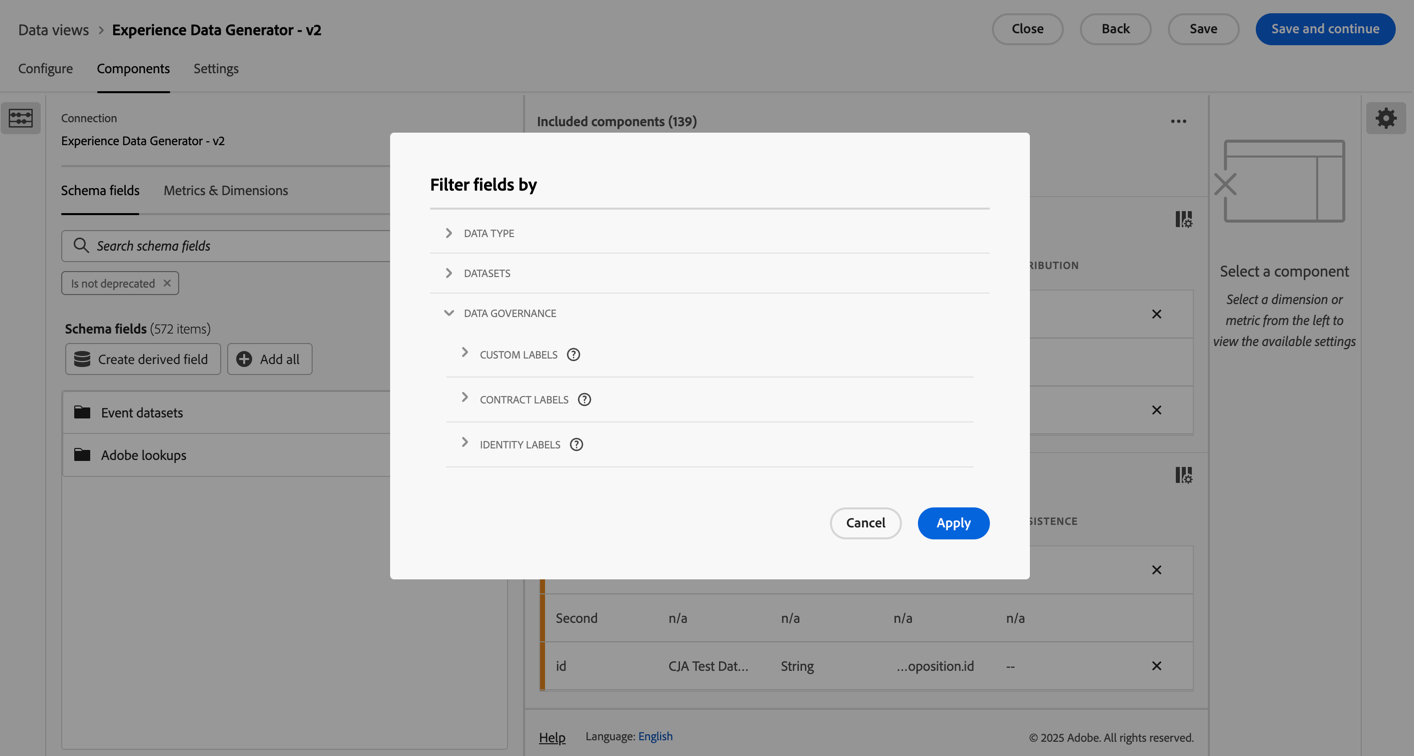 Data views > Experience Data Generator - v2
Close
Back
Save
Save and continue
Configure
Components
Settings
Connection
Experience Data Generator - v2
Schema fields
Metrics & Dimensions
Search schema fields
Is not deprecated
Schema fields (572 items)
Create derived field
Add all
Event datasets
Adobe lookups
Included components (139)
Filter fields by
DATA TYPE
DATASETS
DATA GOVERNANCE
CUSTOM LABELS
CONTRACT LABELS
IDENTITY LABELS
Cancel
Apply
RIBUTION
SISTENCE
Second n/a n/a n/a n/a
id CJA Test Dat... String ...oposition.id --
Select a component
Select a dimension or
metric from the left to
view the available settings
Help
Language: English
© 2025 Adobe. All rights reserved.